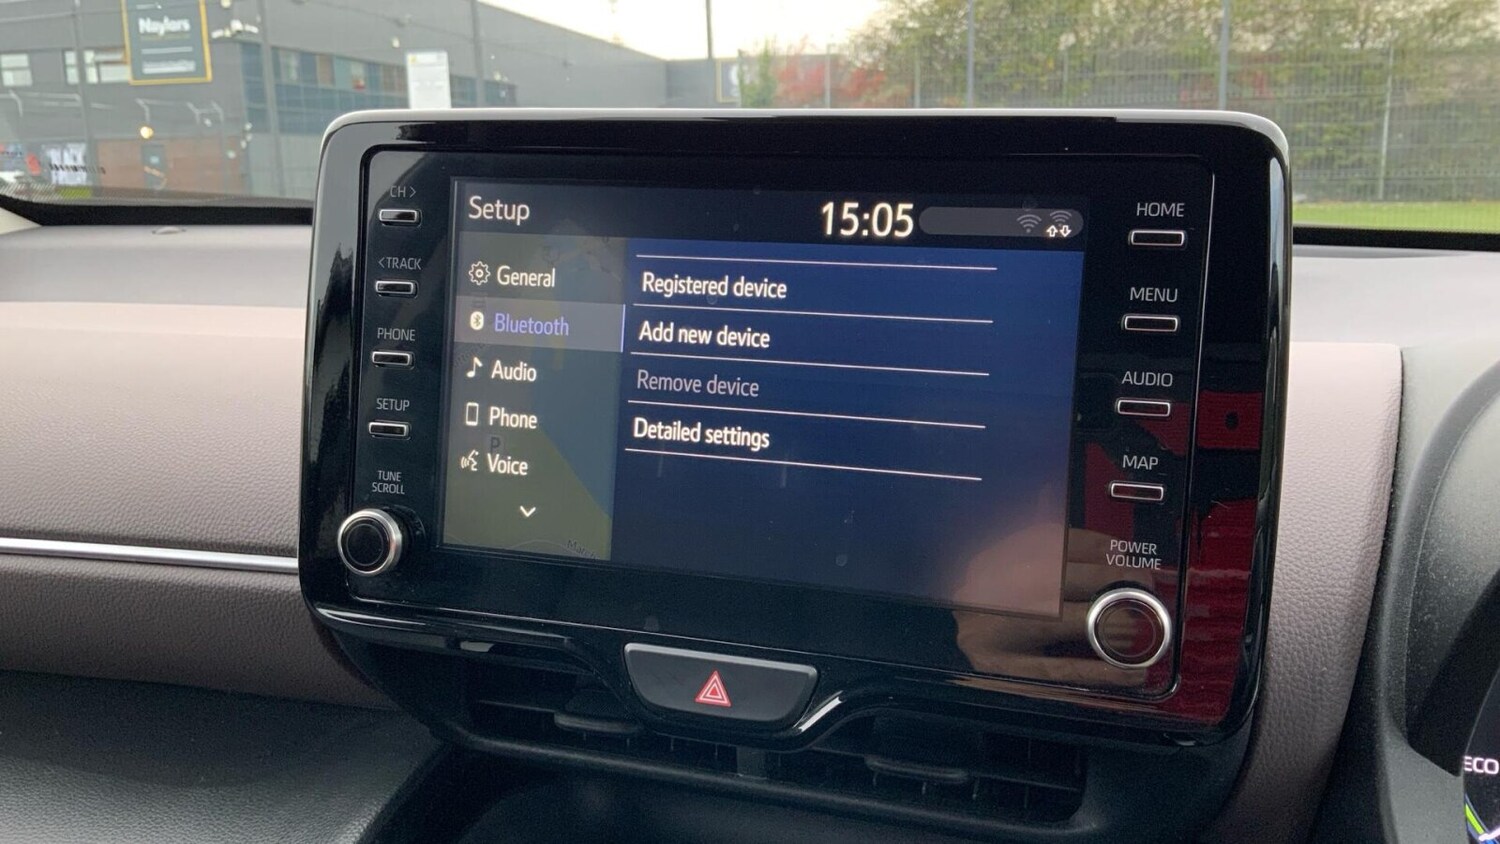 Naylors
CH >
< TRACK
PHONE
SETUP
TUNE
SCROLL
Setup
15:05
General
Bluetooth
Audio
Phone
Voice
P
Registered device
Add new device
Remove device
Detailed settings
HOME
MENU
AUDIO
MAP
POWER
VOLUME
ECO